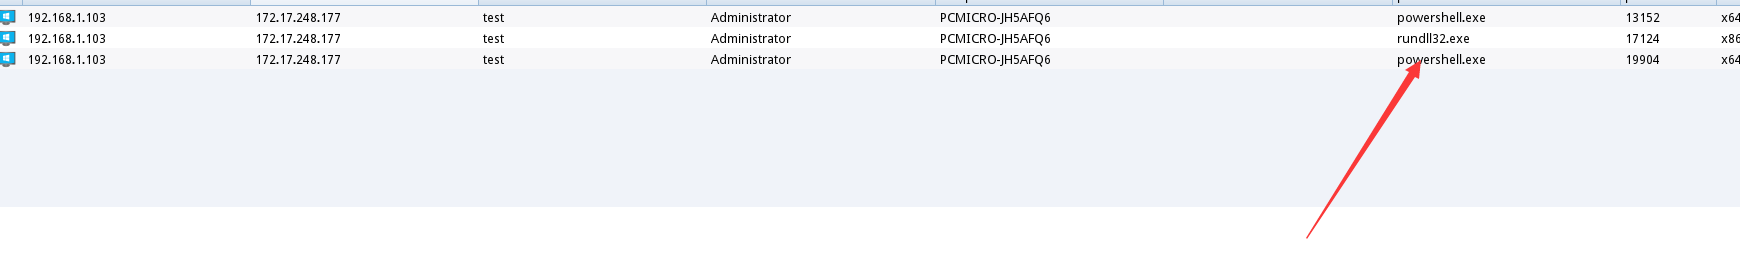 192.168.1.103 172.17.248.177 test Administrator PCMICRO-JH5AFQ6 powershell.exe 13152 x64
192.168.1.103 172.17.248.177 test Administrator PCMICRO-JH5AFQ6 rundll32.exe 17124 x86
192.168.1.103 172.17.248.177 test Administrator PCMICRO-JH5AFQ6 powershell.exe 19904 x64